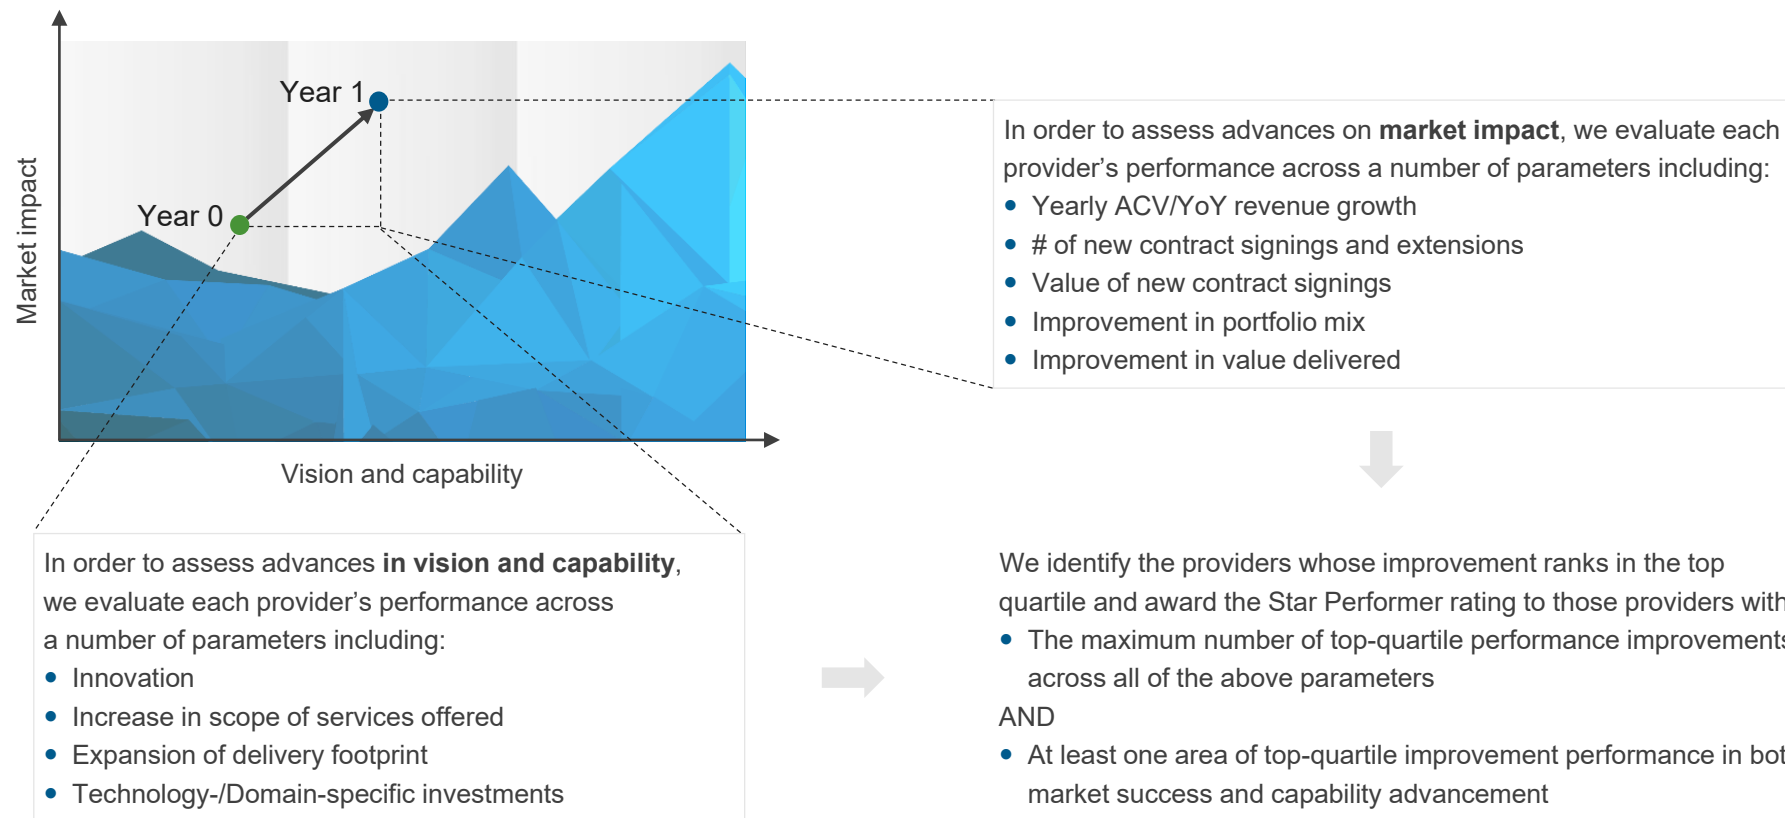 Year 1
Year 0
Market impact
Vision and capability
In order to assess advances on market impact, we evaluate each
provider’s performance across a number of parameters including:
• Yearly ACV/YoY revenue growth
• # of new contract signings and extensions
• Value of new contract signings
• Improvement in portfolio mix
• Improvement in value delivered
In order to assess advances in vision and capability,
we evaluate each provider’s performance across
a number of parameters including:
• Innovation
• Increase in scope of services offered
• Expansion of delivery footprint
• Technology-/Domain-specific investments
We identify the providers whose improvement ranks in the top
quartile and award the Star Performer rating to those providers with
• The maximum number of top-quartile performance improvements
across all of the above parameters
AND
• At least one area of top-quartile improvement performance in
market success and capability advancement